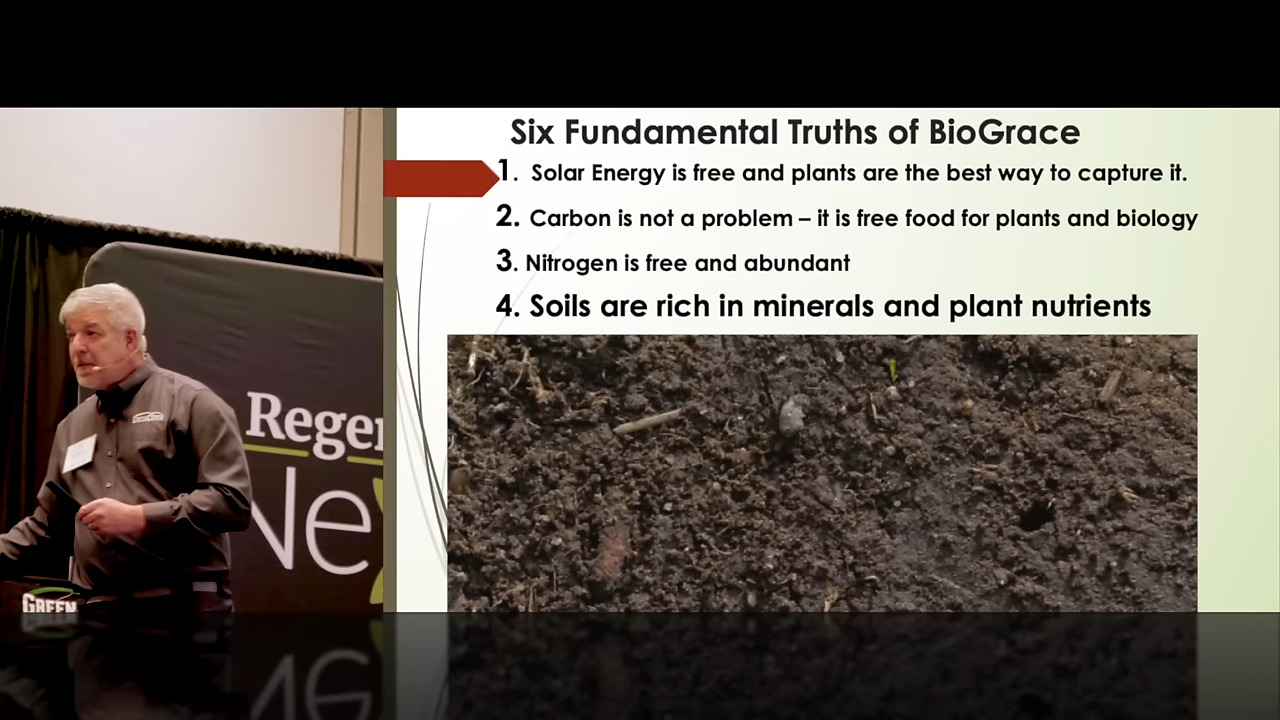 Six Fundamental Truths of BioGrace
1. Solar Energy is free and plants are the best way to capture it.
2. Carbon is not a problem – it is free food for plants and biology
3. Nitrogen is free and abundant
4. Soils are rich in minerals and plant nutrients
Regen
Ne
GREEN